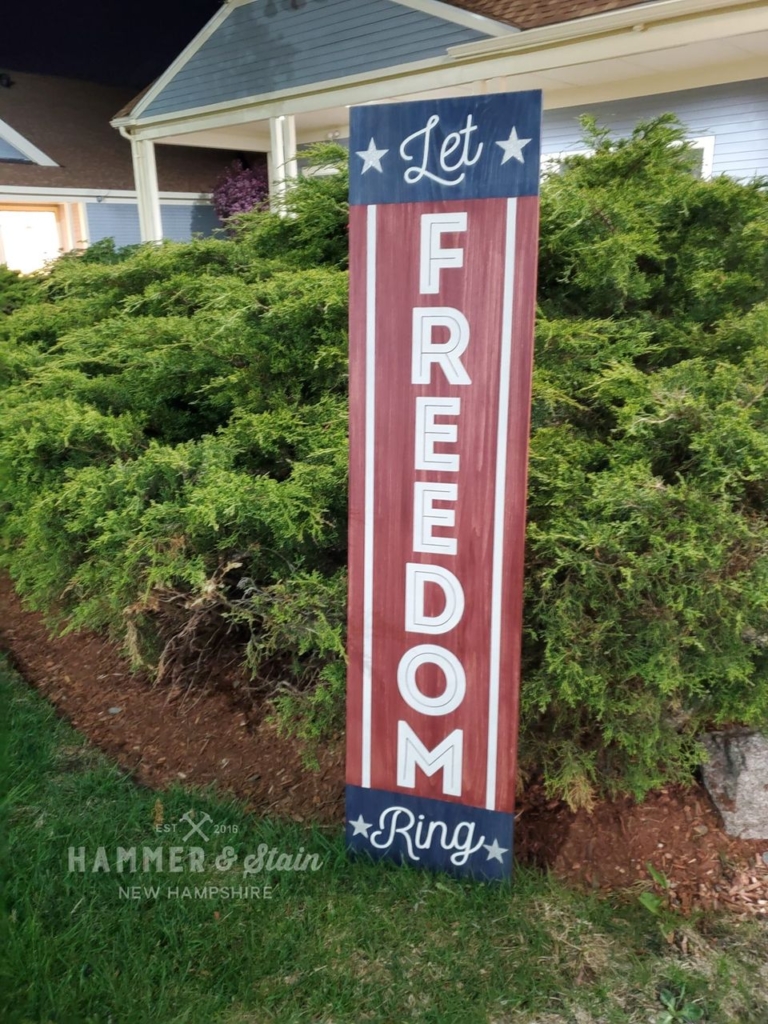 Let
FREEDOM
Ring
EST 2016
HAMMER & Stain
NEW HAMPSHIRE